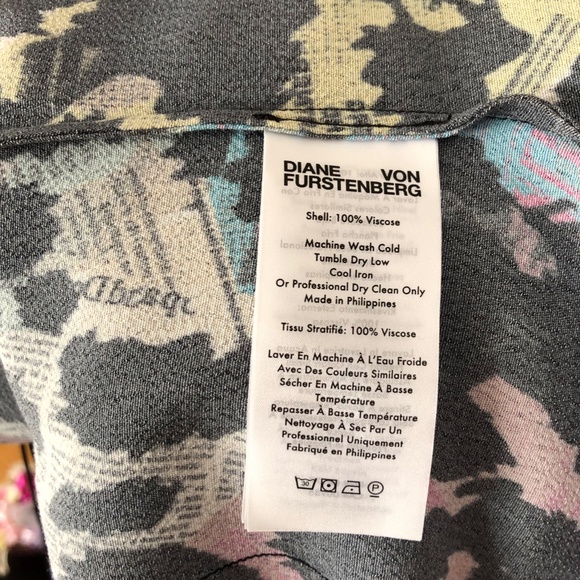 DIANE VON
FURSTENBERG
Shell: 100% Viscose
Machine Wash Cold
Tumble Dry Low
Cool Iron
Or Professional Dry Clean Only
Made in Philippines
Tissu Stratifié: 100% Viscose
Laver En Machine À L'Eau Froide
Avec Des Couleurs Similaires
Sécher En Machine À Basse
Température
Repasser À Basse Température
Nettoyage À Sec Par Un
Professionnel Uniquement
Fabriqué en Philippines
30
P